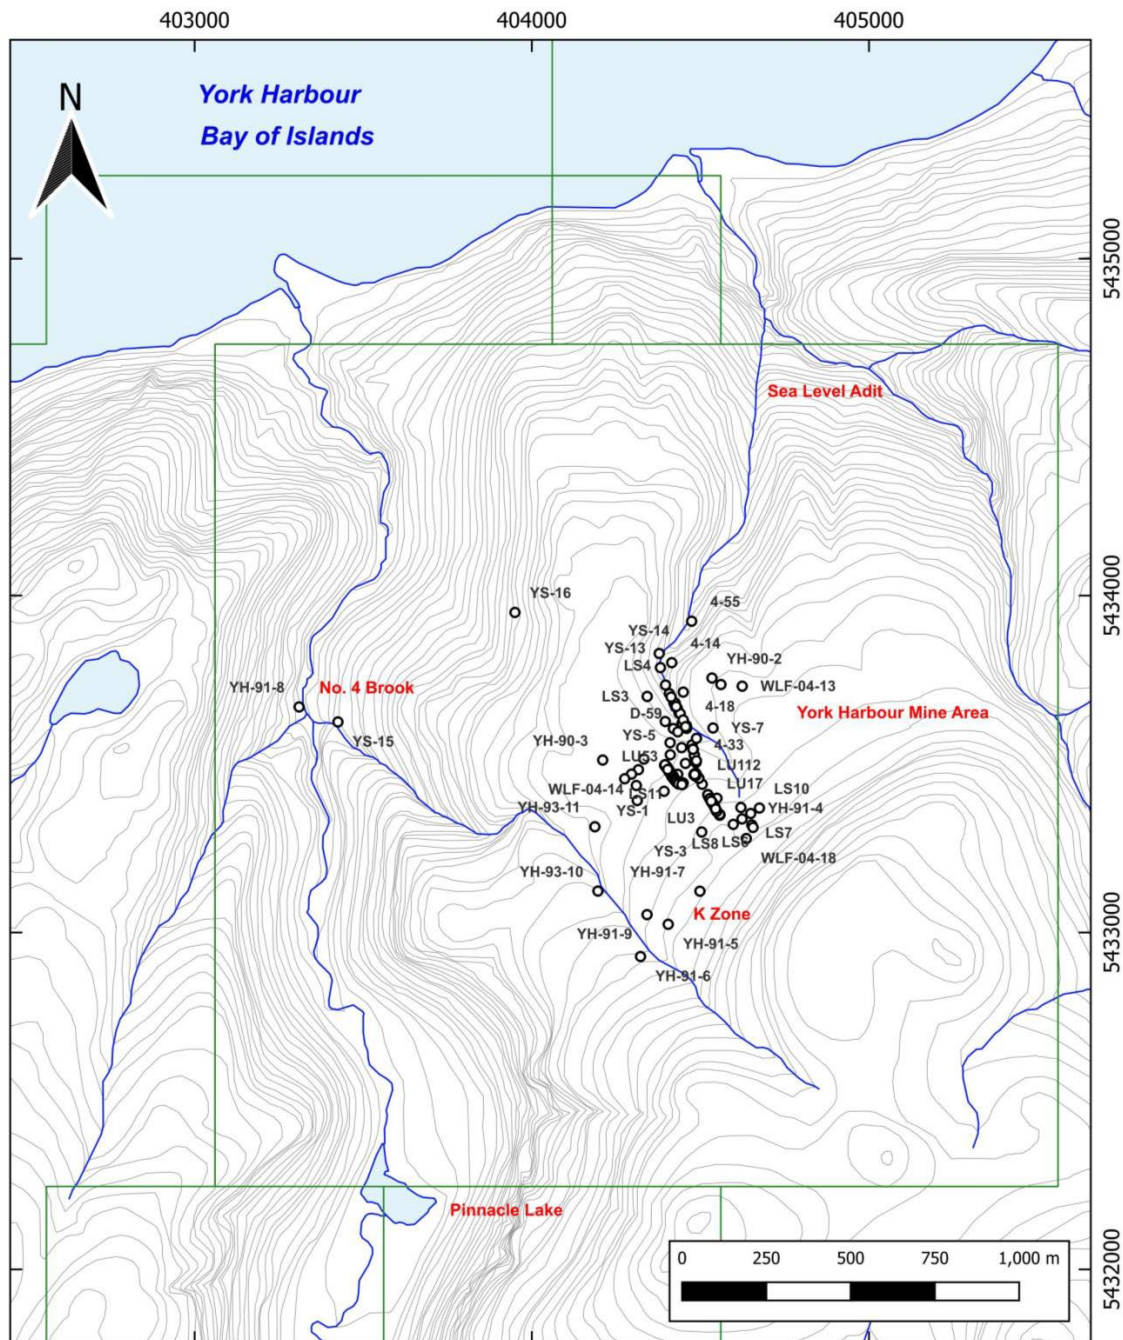 403000
404000
405000
York Harbour
Bay of Islands
N
5435000
Sea Level Adit
5434000
YS-16
4-55
YS-14
4-14
YS-13
YH-90-2
LS4
YH-91-8
No. 4 Brook
WLF-04-13
LS3
4-18
D-59
York Harbour Mine Area
YS-7
YS-15
YS-5
4-33
YH-90-3
LU53
LU112
LU17
LS10
WLF-04-14
LS11
YH-93-11
YS-1
YH-91-4
LU3
LS7
LS8
YS-3
WLF-04-18
YH-93-10
YH-91-7
K Zone
YH-91-9
YH-91-5
5433000
YH-91-6
Pinnacle Lake
0
250
500
750
1,000 m
5432000